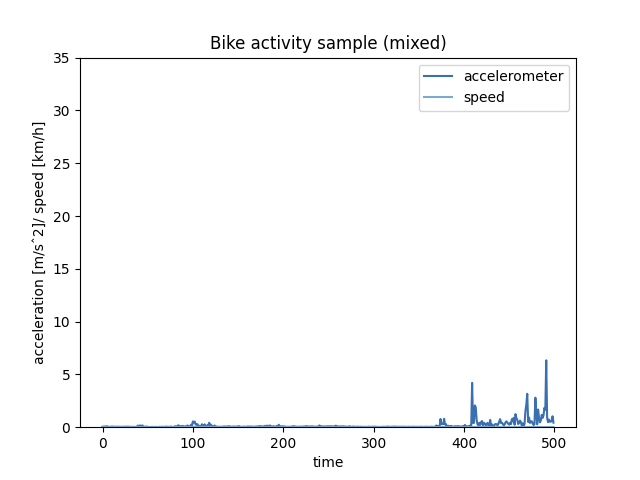 Bike activity sample (mixed)
accelerometer
speed
acceleration [m/sˆ2]/ speed [km/h]
35
30
25
20
15
10
5
0
0 100 200 300 400 500
time